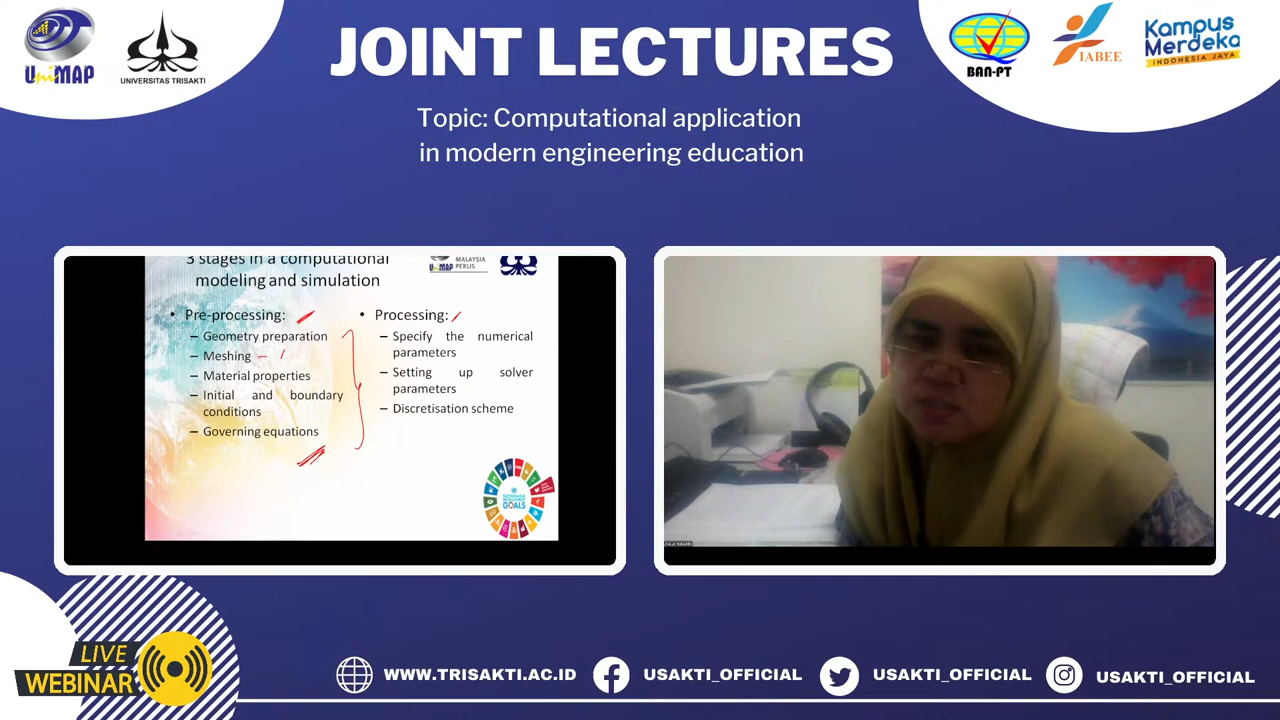 UniMAP
UNIVERSITAS TRISAKTI
JOINT LECTURES
BAN-PT
IABEE
Kampus
Merdeka
INDONESIA JAYA
Topic: Computational application
in modern engineering education
3 stages in a computational
modeling and simulation
UniMAP
MALAYSIA
PERLIS
• Pre-processing:
– Geometry preparation
– Meshing
– Material properties
– Initial and boundary
conditions
– Governing equations
• Processing:
– Specify the numerical
parameters
– Setting up solver
parameters
– Discretisation scheme
SUSTAINABLE
DEVELOPMENT
GOALS
LIVE
WEBINAR
WWW.TRISAKTI.AC.ID
USAKTI_OFFICIAL
USAKTI_OFFICIAL
USAKTI_OFFICIAL